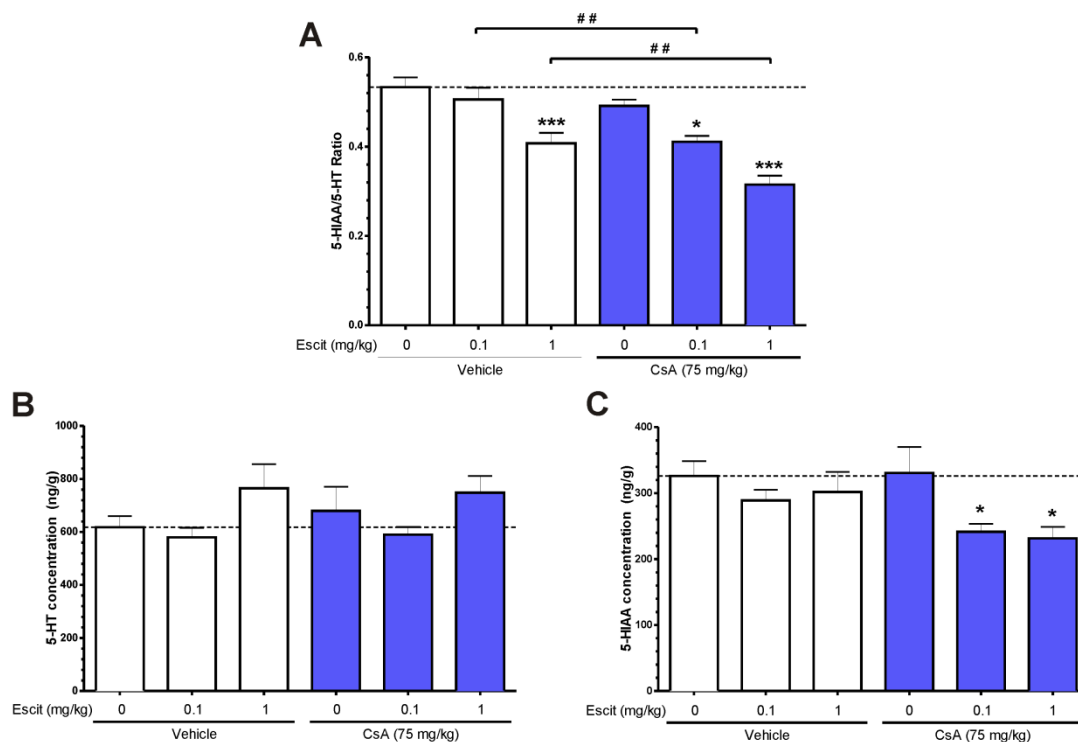 A
# #
# #
0.6
0.4
0.2
0.0
5-HIAA/5-HT Ratio
***
*
***
Escit (mg/kg) 0 0.1 1 0 0.1 1
Vehicle CsA (75 mg/kg)
B
1000
800
600
400
200
0
5-HT concentration (ng/g)
Escit (mg/kg) 0 0.1 1 0 0.1 1
Vehicle CsA (75 mg/kg)
C
400
300
200
100
0
5-HIAA concentration (ng/g)
*
*
Escit (mg/kg) 0 0.1 1 0 0.1 1
Vehicle CsA (75 mg/kg)